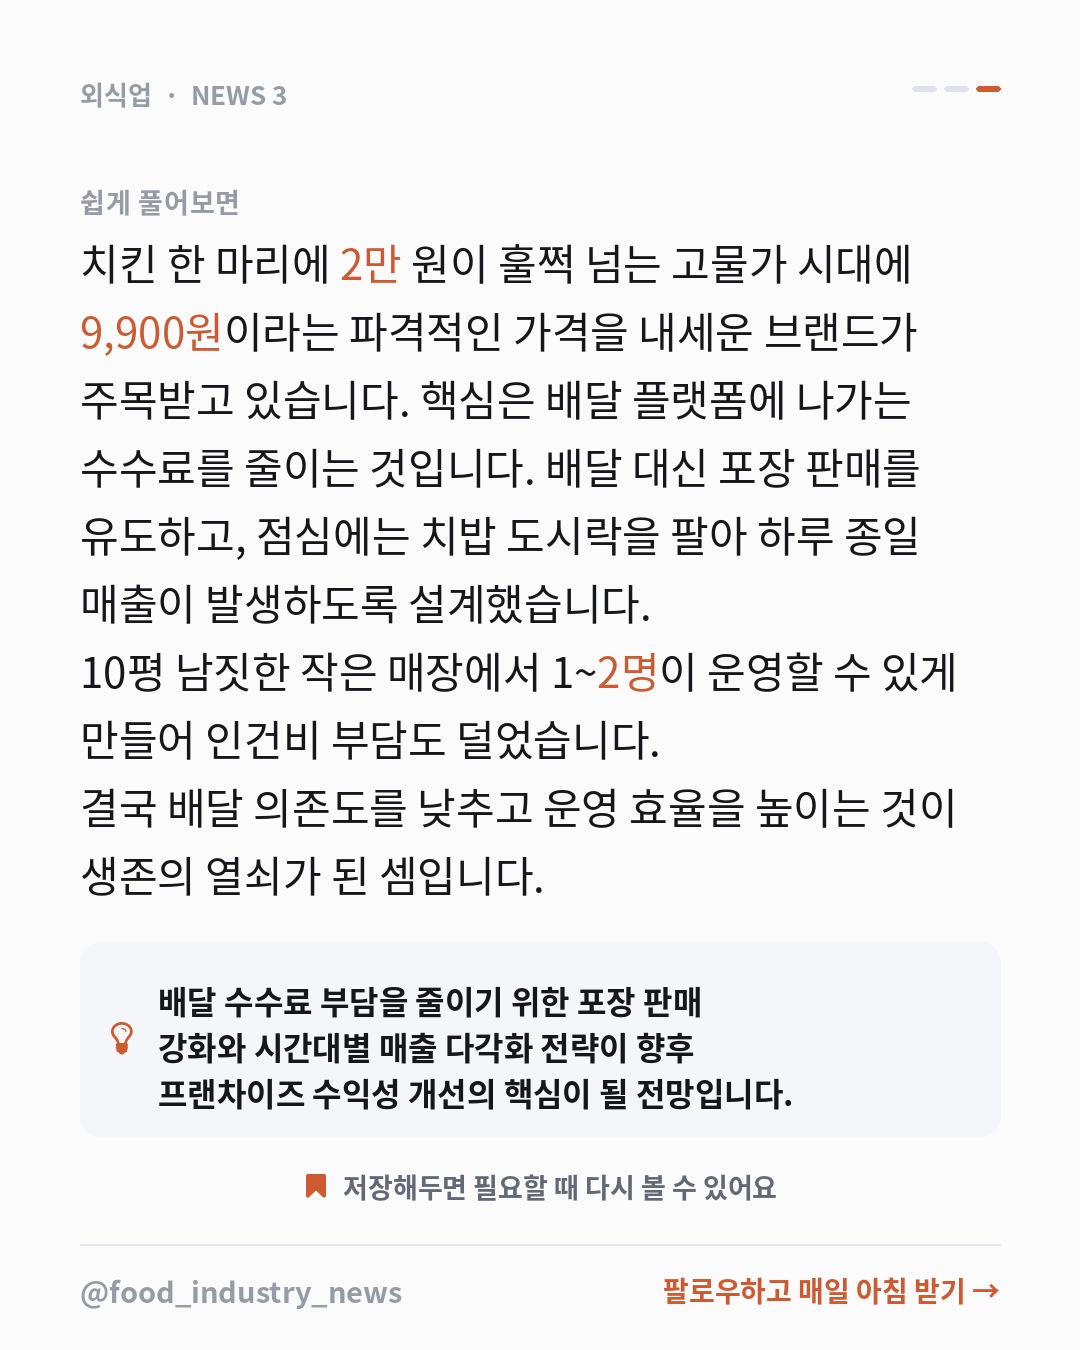 외식업 · NEWS 3
쉽게 풀어보면
치킨 한 마리에 2만 원이 훌쩍 넘는 고물가 시대에
9,900원이라는 파격적인 가격을 내세운 브랜드가
주목받고 있습니다. 핵심은 배달 플랫폼에 나가는
수수료를 줄이는 것입니다. 배달 대신 포장 판매를
유도하고, 점심에는 치밥 도시락을 팔아 하루 종일
매출이 발생하도록 설계했습니다.
10평 남짓한 작은 매장에서 1~2명이 운영할 수 있게
만들어 인건비 부담도 덜었습니다.
결국 배달 의존도를 낮추고 운영 효율을 높이는 것이
생존의 열쇠가 된 셈입니다.
배달 수수료 부담을 줄이기 위한 포장 판매
강화와 시간대별 매출 다각화 전략이 향후
프랜차이즈 수익성 개선의 핵심이 될 전망입니다.
저장해두면 필요할 때 다시 볼 수 있어요
@food_industry_news
팔로우하고 매일 아침 받기 →